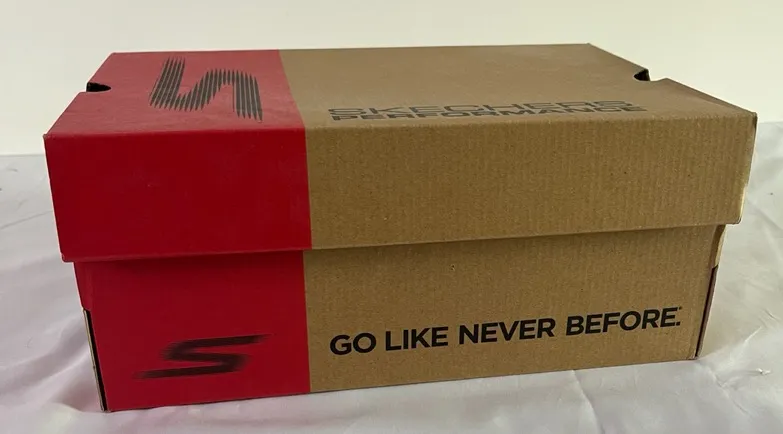 SKECHERS
PERFORMANCE
GO LIKE NEVER BEFORE.